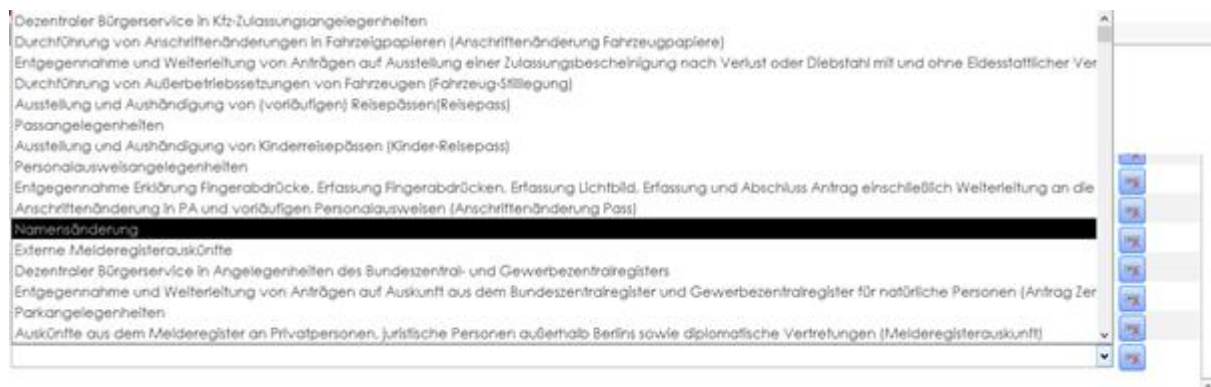 Dezentraler Bürgerservice in Kfz-Zulassungsangelegenheiten
Durchführung von Anschriftenänderungen in Fahrzeigpapieren (Anschriftenänderung Fahrzeugpapiere)
Entgegennahme und Weiterleitung von Anträgen auf Ausstellung einer Zulassungsbescheinigung nach Verlust oder Diebstahl mit und ohne Eidesstattlicher Ver
Durchführung von Außerbetriebssetzungen von Fahrzeugen (Fahrzeug-Stilllegung)
Ausstellung und Aushändigung von (vorläufigen) Reisepässen(Reisepass)
Passangelegenheiten
Ausstellung und Aushändigung von Kinderreisepässen (Kinder-Reisepass)
Personalausweisangelegenheiten
Entgegennahme Erklärung Fingerabdrücke, Erfassung Fingerabdrücken, Erfassung Lichtbild, Erfassung und Abschluss Antrag einschließlich Weiterleitung an die
Anschriftenänderung in PA und vorläufigen Personalausweisen (Anschriftenänderung Pass)
Namensänderung
Externe Melderegisterauskünfte
Dezentraler Bürgerservice in Angelegenheiten des Bundeszentral- und Gewerbezentralregisters
Entgegennahme und Weiterleitung von Anträgen auf Auskunft aus dem Bundeszentralregister und Gewerbezentralregister für natürliche Personen (Antrag Zer
Parkangelegenheiten
Auskünfte aus dem Melderegister an Privatpersonen, juristische Personen außerhalb Berlins sowie diplomatische Vertretungen (Melderegisterauskunft)